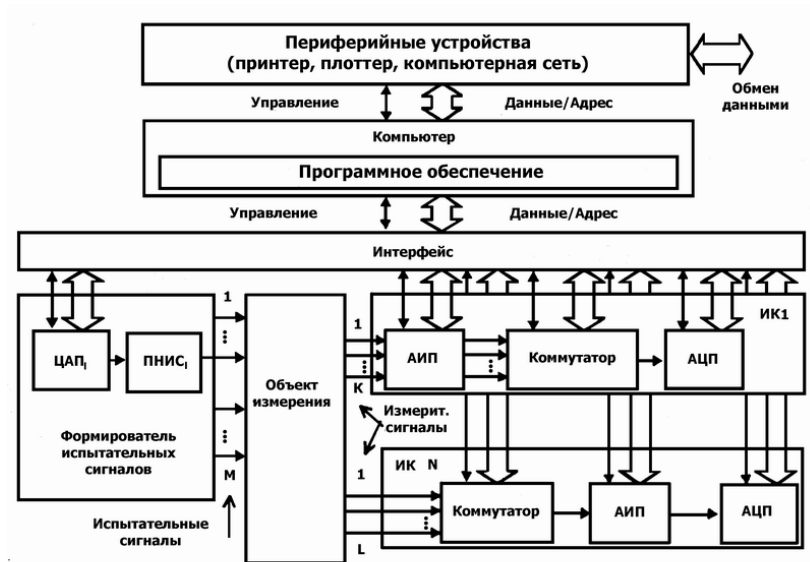 Периферийные устройства
(принтер, плоттер, компьютерная сеть)
Обмен
данными
Управление
Данные/Адрес
Компьютер
Программное обеспечение
Управление
Данные/Адрес
Интерфейс
1
ИК1
ЦАПI
ПНИСI
Объект
измерения
1
АИП
Коммутатор
АЦП
K
Формирователь
испытательных
сигналов
Измерит.
сигналы
M
1
ИК N
Испытательные
сигналы
Коммутатор
АИП
АЦП
L